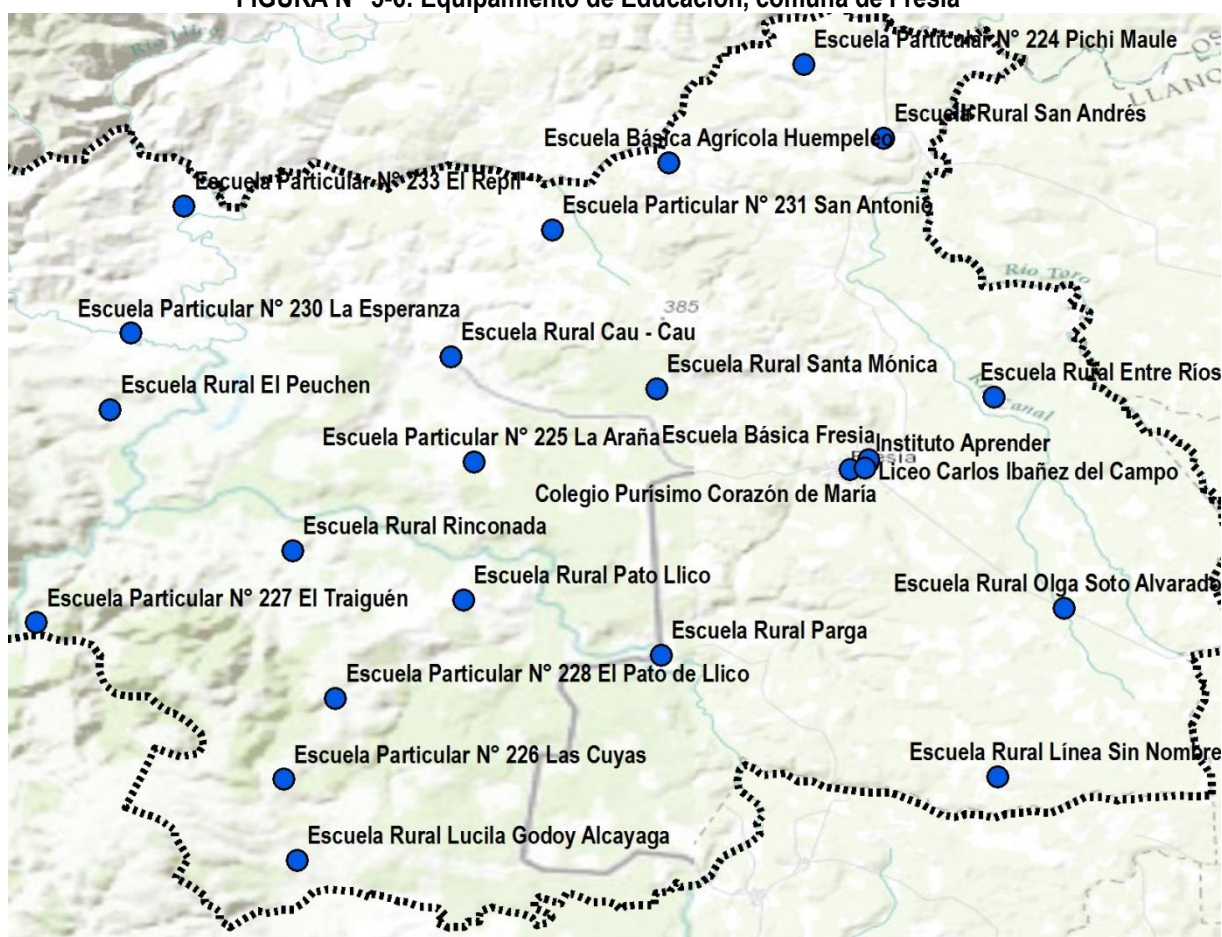 Escuela Particular N° 224 Pichi Maule
Río Llico
LLANQ
Escuela Rural San Andrés
Escuela Básica Agrícola Huempeleo
Escuela Particular N° 233 El Repil
Escuela Particular N° 231 San Antonio
Río Toro
Escuela Particular N° 230 La Esperanza
385
Escuela Rural Cau - Cau
Escuela Rural Santa Mónica
Escuela Rural El Peuchen
Escuela Rural Entre Ríos
Escuela Particular N° 225 La Araña
Escuela Básica Fresia
Instituto Aprender
Liceo Carlos Ibañez del Campo
Colegio Purísimo Corazón de María
Escuela Rural Rinconada
Escuela Rural Pato Llico
Escuela Rural Olga Soto Alvarado
Escuela Particular N° 227 El Traiguén
Escuela Rural Parga
Escuela Particular N° 228 El Pato de Llico
Escuela Particular N° 226 Las Cuyas
Escuela Rural Línea Sin Nombre
Escuela Rural Lucila Godoy Alcayaga